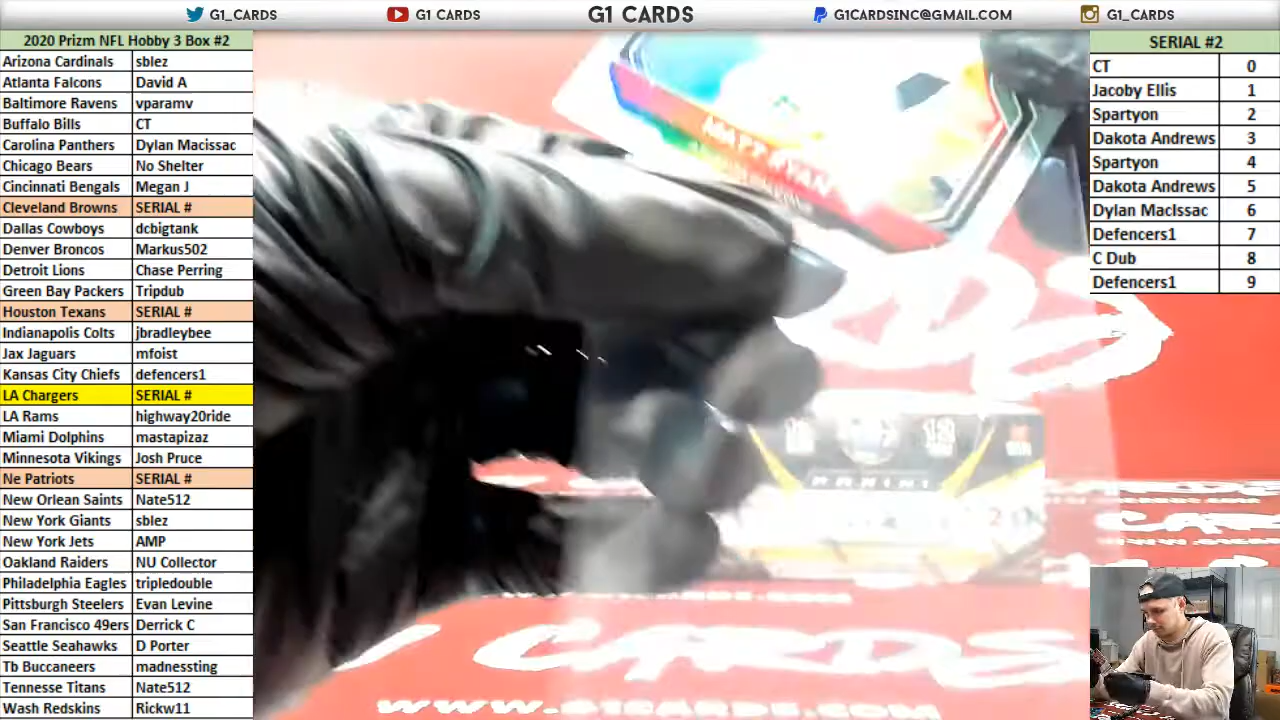 G1_CARDS
G1 CARDS
G1 CARDS
G1CARDSINC@GMAIL.COM
G1_CARDS
2020 Prizm NFL Hobby 3 Box #2
Arizona Cardinals sblez
Atlanta Falcons David A
Baltimore Ravens vparamv
Buffalo Bills CT
Carolina Panthers Dylan Macissac
Chicago Bears No Shelter
Cincinnati Bengals Megan J
Cleveland Browns SERIAL #
Dallas Cowboys dcbigtank
Denver Broncos Markus502
Detroit Lions Chase Perring
Green Bay Packers Tripdub
Houston Texans SERIAL #
Indianapolis Colts jbradleybee
Jax Jaguars mfoist
Kansas City Chiefs defencers1
LA Chargers SERIAL #
LA Rams highway20ride
Miami Dolphins mastapizaz
Minnesota Vikings Josh Pruce
Ne Patriots SERIAL #
New Orlean Saints Nate512
New York Giants sblez
New York Jets AMP
Oakland Raiders NU Collector
Philadelphia Eagles tripledouble
Pittsburgh Steelers Evan Levine
San Francisco 49ers Derrick C
Seattle Seahawks D Porter
Tb Buccaneers madnessting
Tennesse Titans Nate512
Wash Redskins Rickw11
SERIAL #2
CT 0
Jacoby Ellis 1
Spartyon 2
Dakota Andrews 3
Spartyon 4
Dakota Andrews 5
Dylan MacIssac 6
Defencers1 7
C Dub 8
Defencers1 9
MATT RYAN
PANINI
CARDS
WWW.G1CARDS.COM